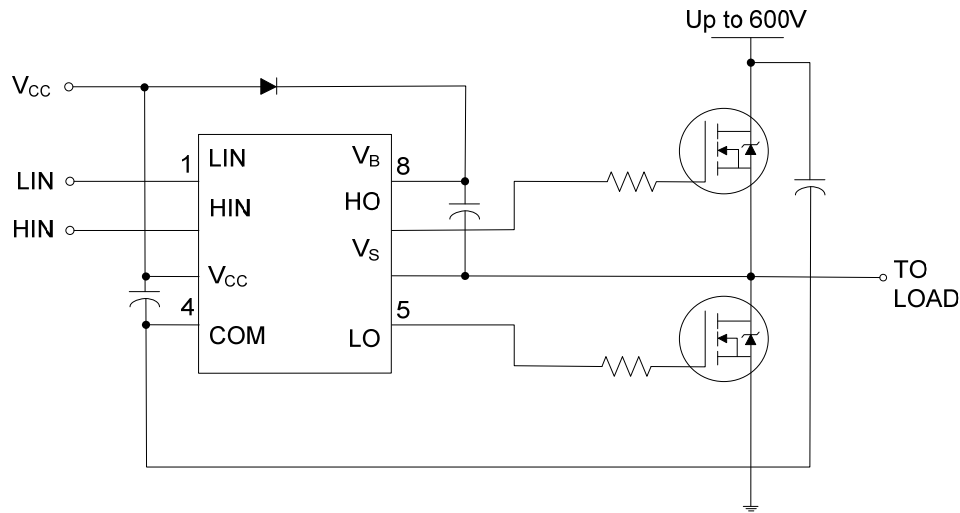 Up to 600V
VCC
1
LIN
VB
8
LIN
HO
HIN
HIN
VS
VCC
TO
LOAD
4
5
COM
LO